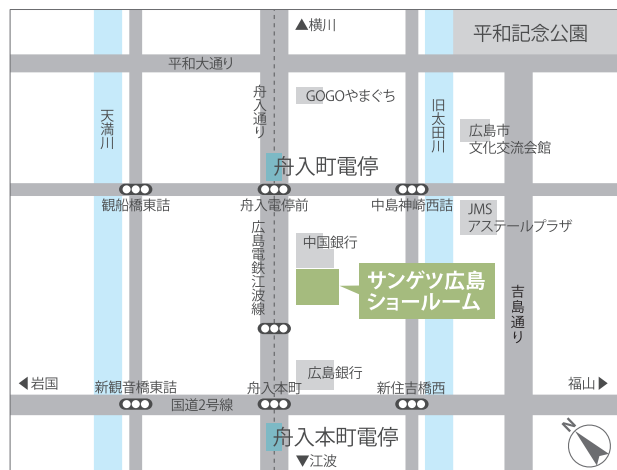 ▲横川
平和記念公園
平和大通り
舟入通り
GOGOやまぐち
天満川
旧太田川
広島市
文化交流会館
舟入町電停
観船橋東詰
舟入電停前
中島神崎西詰
JMS
アステールプラザ
広島電鉄江波線
中国銀行
サンゲツ広島
ショールーム
吉島通り
広島銀行
◀岩国
新観音橋東詰
舟入本町
新住吉橋西
福山▶
国道2号線
舟入本町電停
▼江波
N